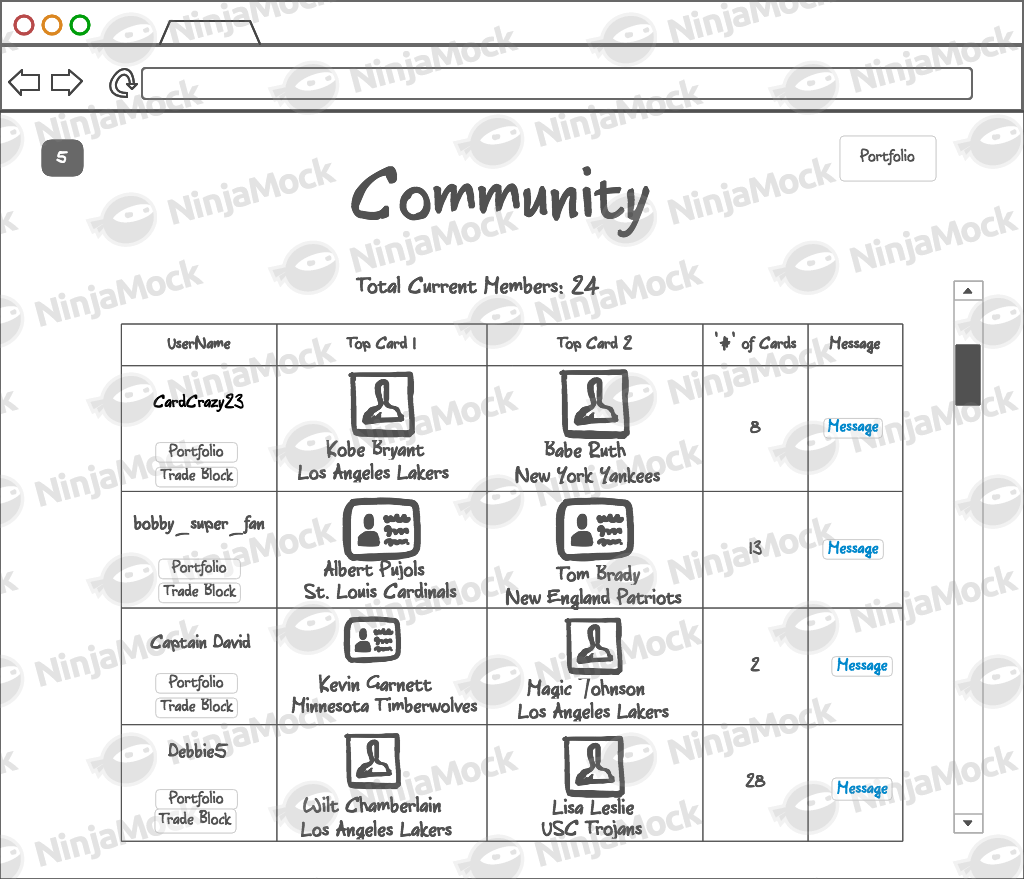 5
Portfolio
Community
Total Current Members: 24
UserName
Top Card 1
Top Card 2
'#' of Cards
Message
CardCrazy23
Portfolio
Trade Block
Kobe Bryant
Los Angeles Lakers
Babe Ruth
New York Yankees
8
Message
bobby_super_fan
Portfolio
Trade Block
Albert Pujols
St. Louis Cardinals
Tom Brady
New England Patriots
13
Message
Captain David
Portfolio
Trade Block
Kevin Garnett
Minnesota Timberwolves
Magic Johnson
Los Angeles Lakers
2
Message
Debbie5
Portfolio
Trade Block
Wilt Chamberlain
Los Angeles Lakers
Lisa Leslie
USC Trojans
28
Message
NinjaMock